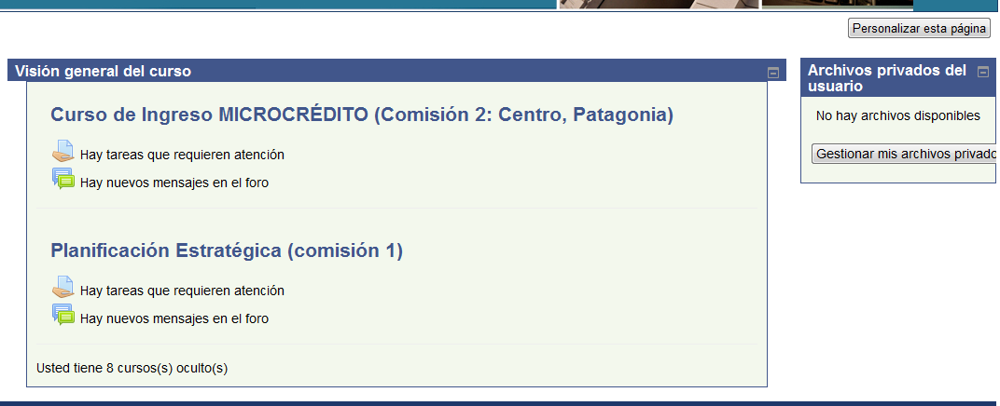 Personalizar esta página
Visión general del curso
Curso de Ingreso MICROCRÉDITO (Comisión 2: Centro, Patagonia)
Hay tareas que requieren atención
Hay nuevos mensajes en el foro
Planificación Estratégica (comisión 1)
Hay tareas que requieren atención
Hay nuevos mensajes en el foro
Usted tiene 8 cursos(s) oculto(s)
Archivos privados del
usuario
No hay archivos disponibles
Gestionar mis archivos privado